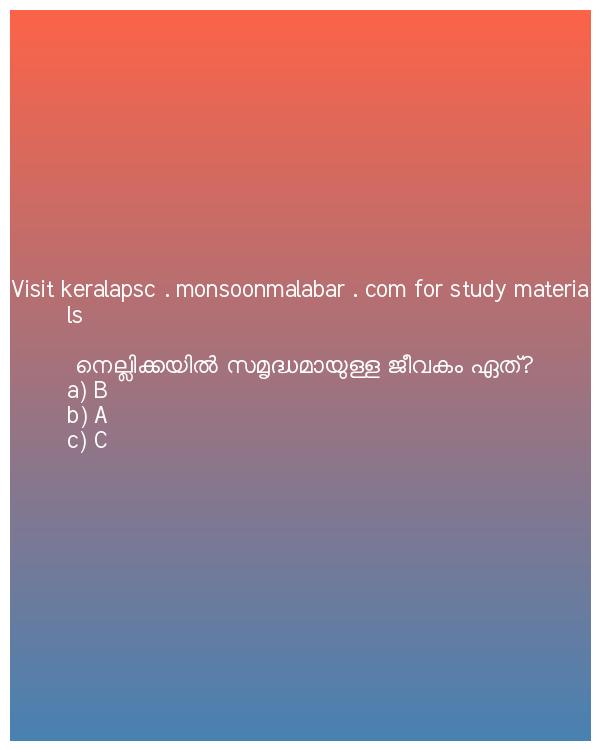 Visit keralapsc . monsoonmalabar . com for study materia
ls
നെല്ലിക്കയിൽ സമൃദ്ധമായുള്ള ജീവകം ഏത്?
a) B
b) A
c) C